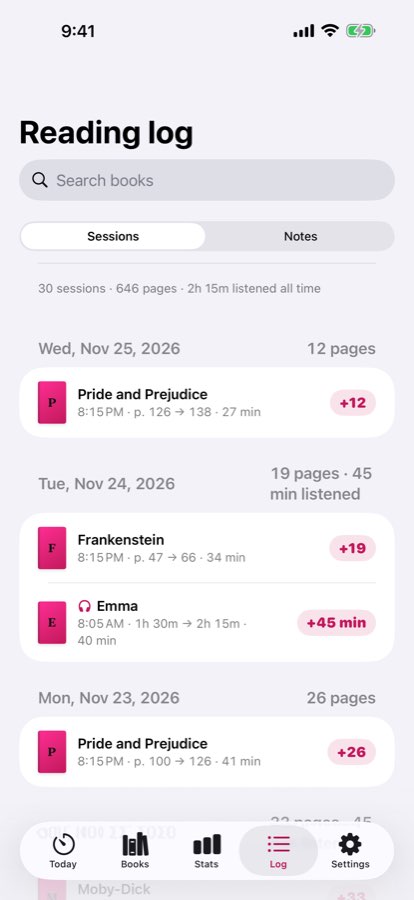 9:41
Reading log
Search books
Sessions
Notes
30 sessions · 646 pages · 2h 15m listened all time
Wed, Nov 25, 2026
12 pages
P
Pride and Prejudice
8:15 PM · p. 126 → 138 · 27 min
+12
Tue, Nov 24, 2026
19 pages · 45
min listened
F
Frankenstein
8:15 PM · p. 47 → 66 · 34 min
+19
E
Emma
8:05 AM · 1h 30m → 2h 15m ·
40 min
+45 min
Mon, Nov 23, 2026
26 pages
P
Pride and Prejudice
8:15 PM · p. 100 → 126 · 41 min
+26
Today
Books
Stats
Log
Settings
Moby-Dick
+33